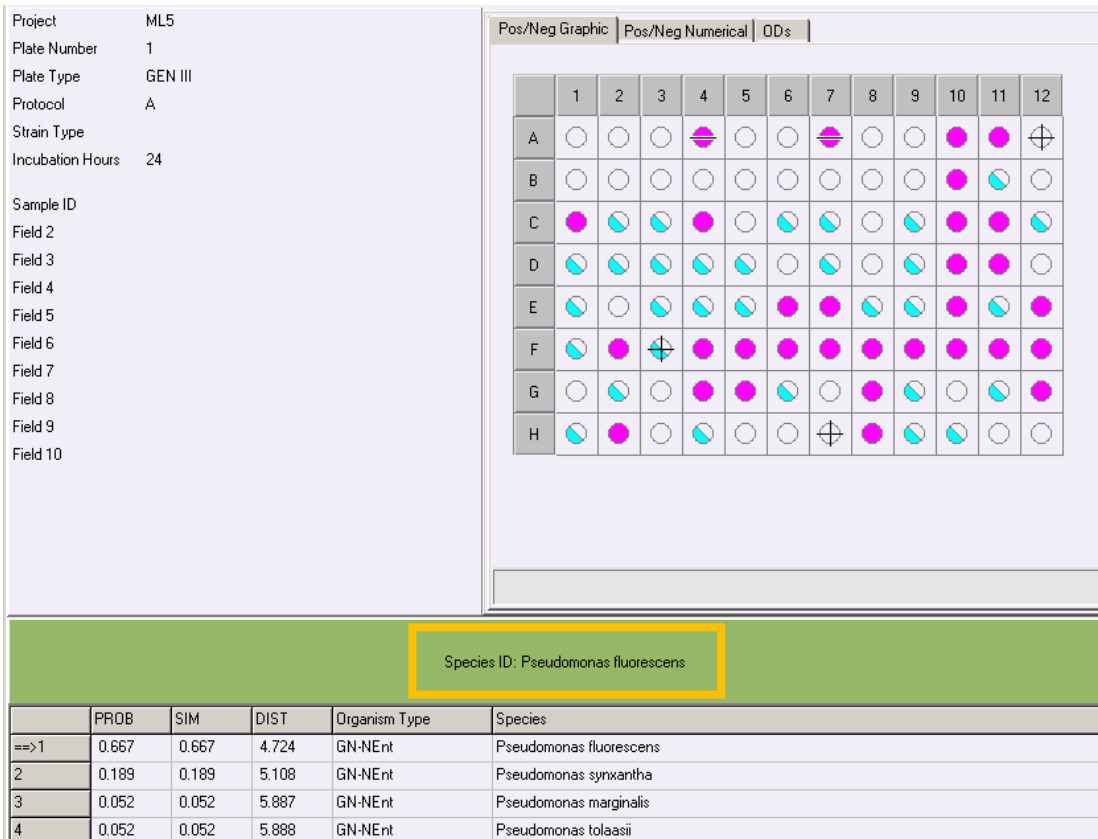 Project ML5
Plate Number 1
Plate Type GEN III
Protocol A
Strain Type
Incubation Hours 24
Sample ID
Field 2
Field 3
Field 4
Field 5
Field 6
Field 7
Field 8
Field 9
Field 10
Pos/Neg Graphic Pos/Neg Numerical ODs
1 2 3 4 5 6 7 8 9 10 11 12
A
B
C
D
E
F
G
H
Species ID: Pseudomonas fluorescens
PROB SIM DIST Organism Type Species
==>1 0.667 0.667 4.724 GN-NEnt Pseudomonas fluorescens
2 0.189 0.189 5.108 GN-NEnt Pseudomonas synxantha
3 0.052 0.052 5.887 GN-NEnt Pseudomonas marginalis
4 0.052 0.052 5.888 GN-NEnt Pseudomonas tolaasii